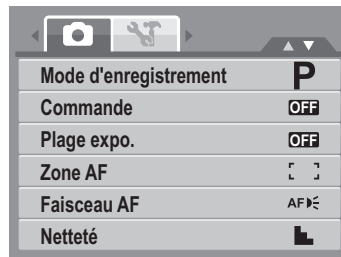 Mode d'enregistrement P
Commande OFF
Plage expo. OFF
Zone AF
Faisceau AF AF
Netteté